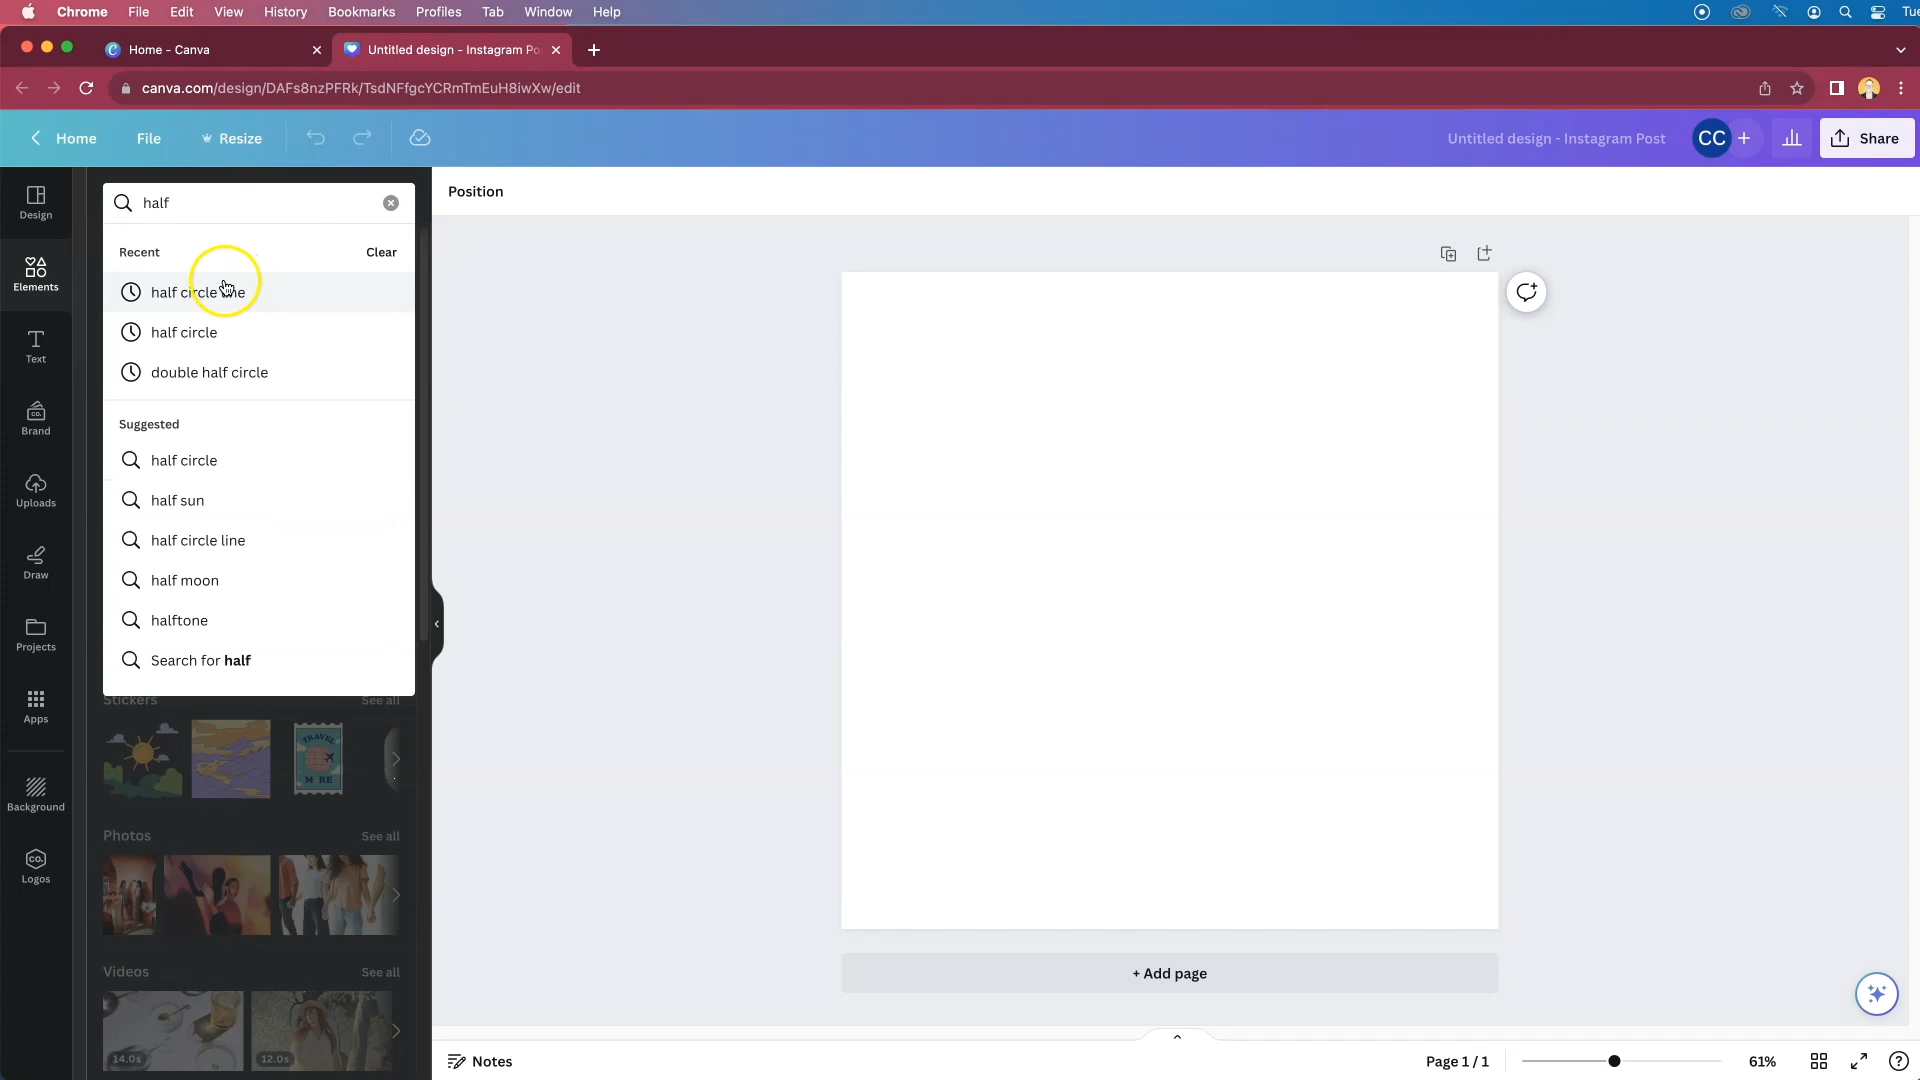 Chrome File Edit View History Bookmarks Profiles Tab Window Help
Home - Canva
Untitled design - Instagram Po
canva.com/design/DAFs8nzPFRk/TsdNFfgcYCRmTmEuH8iwXw/edit
Home File Resize
Untitled design - Instagram Post
CC
Share
Design
Elements
Text
Brand
Uploads
Draw
Projects
Apps
Background
Logos
half
Recent Clear
half circle line
half circle
double half circle
Suggested
half circle
half sun
half circle line
half moon
halftone
Search for half
Stickers See all
TRAVEL
Photos See all
Videos See all
14.0s 12.0s
Position
+ Add page
Notes
Page 1 / 1
61%